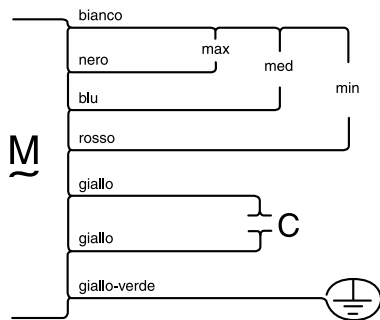 bianco
max
nero
med
blu
min
rosso
M
~
giallo
C
giallo
giallo-verde